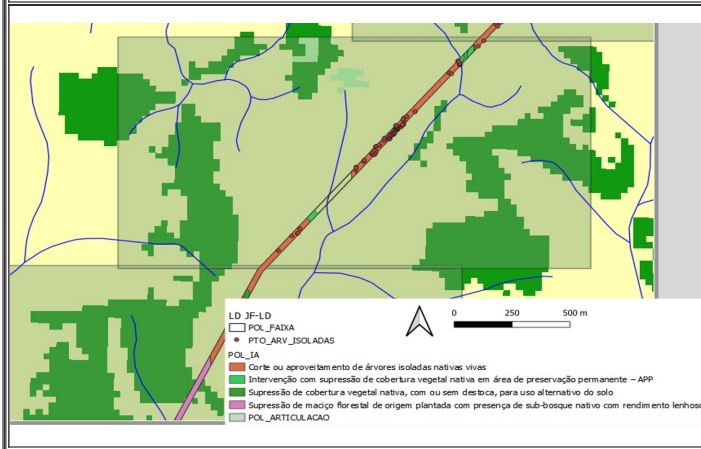 LD JF-LD
POL_FAIXA
PTO_ARV_ISOLADAS
POL_IA
Corte ou aproveitamento de árvores isoladas nativas vivas
Intervenção com supressão de cobertura vegetal nativa em área de preservação permanente – APP
Supressão de cobertura vegetal nativa, com ou sem destoca, para uso alternativo do solo
Supressão de maciço florestal de origem plantada com presença de sub-bosque nativo com rendimento lenhoso
POL_ARTICULACAO
0 250 500 m